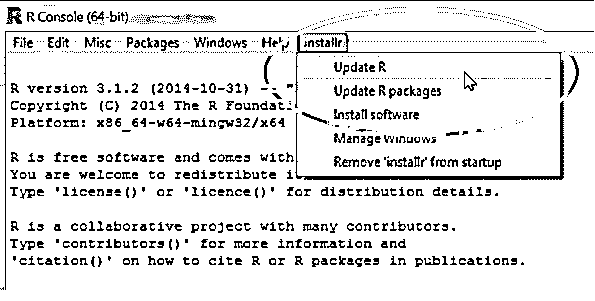 R R Console (64-bit)
File Edit Misc Packages Windows Help installr
Update R
Update R packages
Install software
Manage Windows
Remove 'installr' from startup
R version 3.1.2 (2014-10-31) -- "
Copyright (C) 2014 The R Foundati
Platform: x86_64-w64-mingw32/x64
R is free software and comes with
You are welcome to redistribute i
Type 'license()' or 'licence()' for distribution details.
R is a collaborative project with many contributors.
Type 'contributors()' for more information and
'citation()' on how to cite R or R packages in publications.